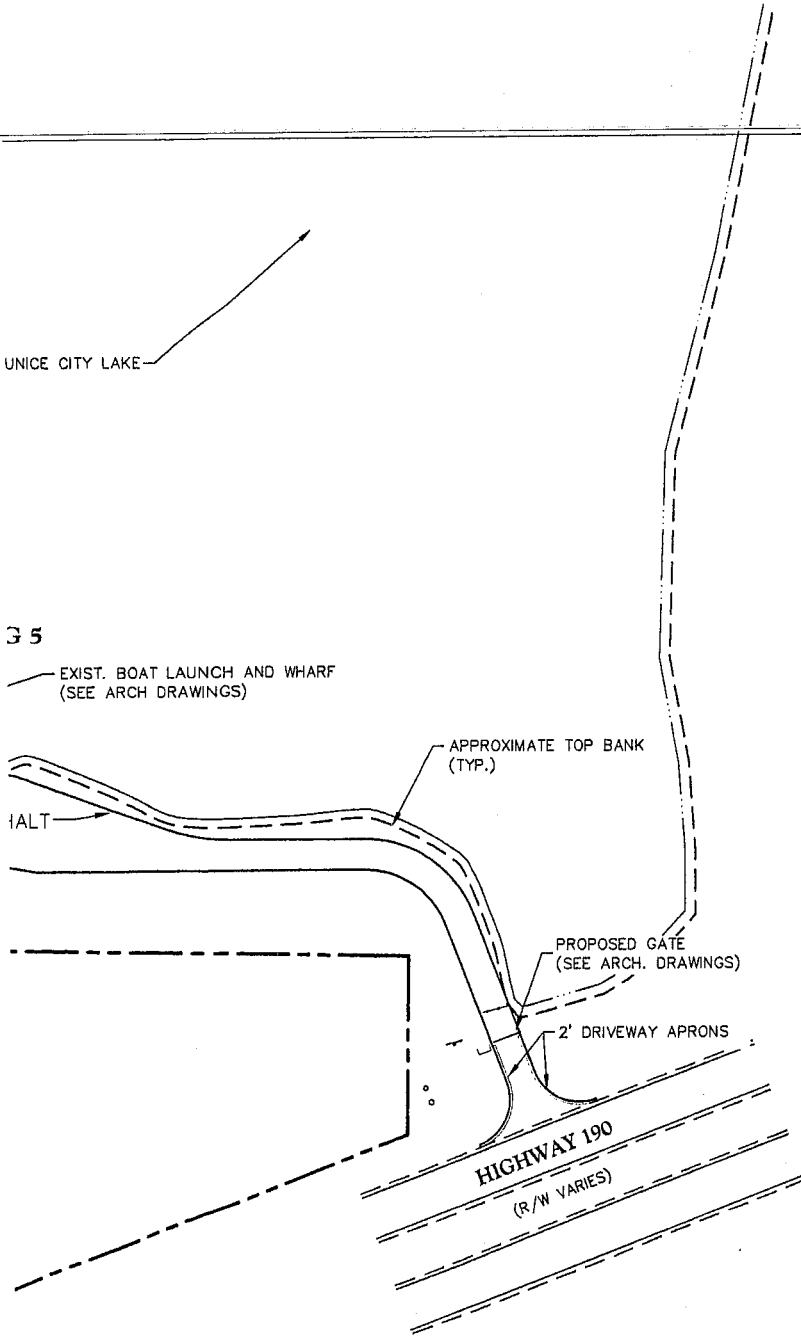 UNICE CITY LAKE
G 5
EXIST. BOAT LAUNCH AND WHARF
(SEE ARCH DRAWINGS)
APPROXIMATE TOP BANK
(TYP.)
HALT
PROPOSED GATE
(SEE ARCH. DRAWINGS)
2' DRIVEWAY APRONS
HIGHWAY 190
(R/W VARIES)